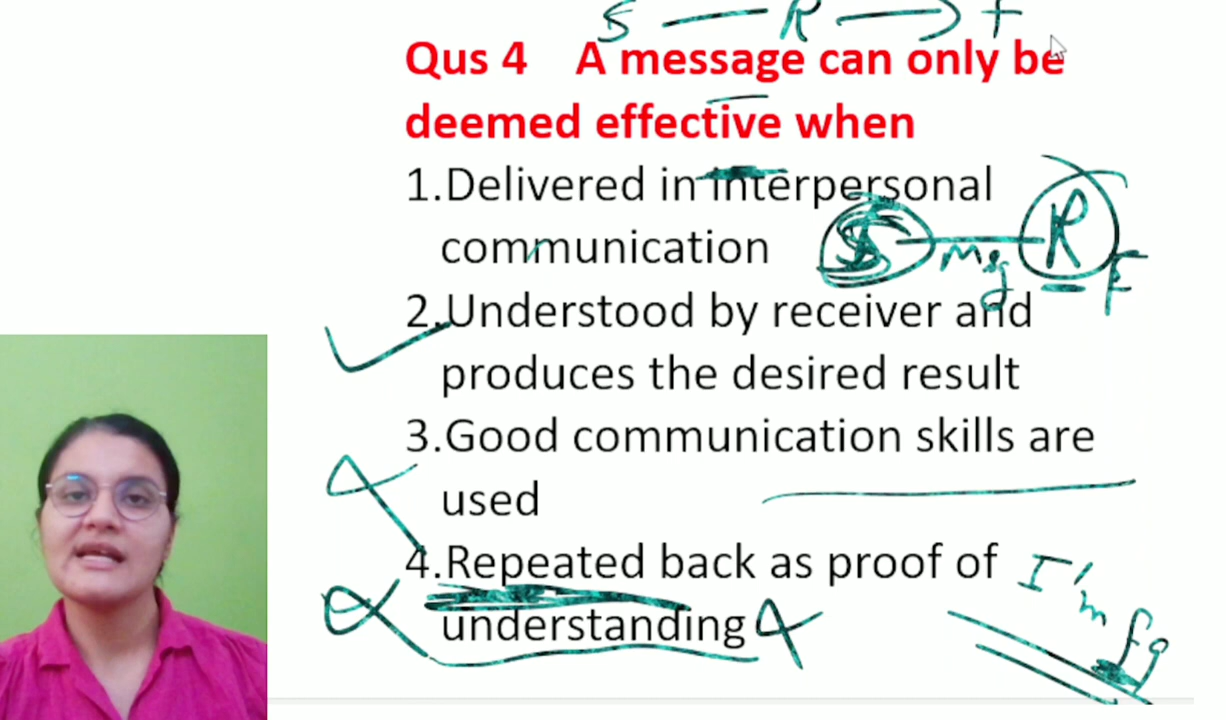 S R F
Qus 4 A message can only be
deemed effective when
1.Delivered in interpersonal
communication
S Msg R F
2.Understood by receiver and
produces the desired result
3.Good communication skills are
used
4.Repeated back as proof of
understanding
I'm